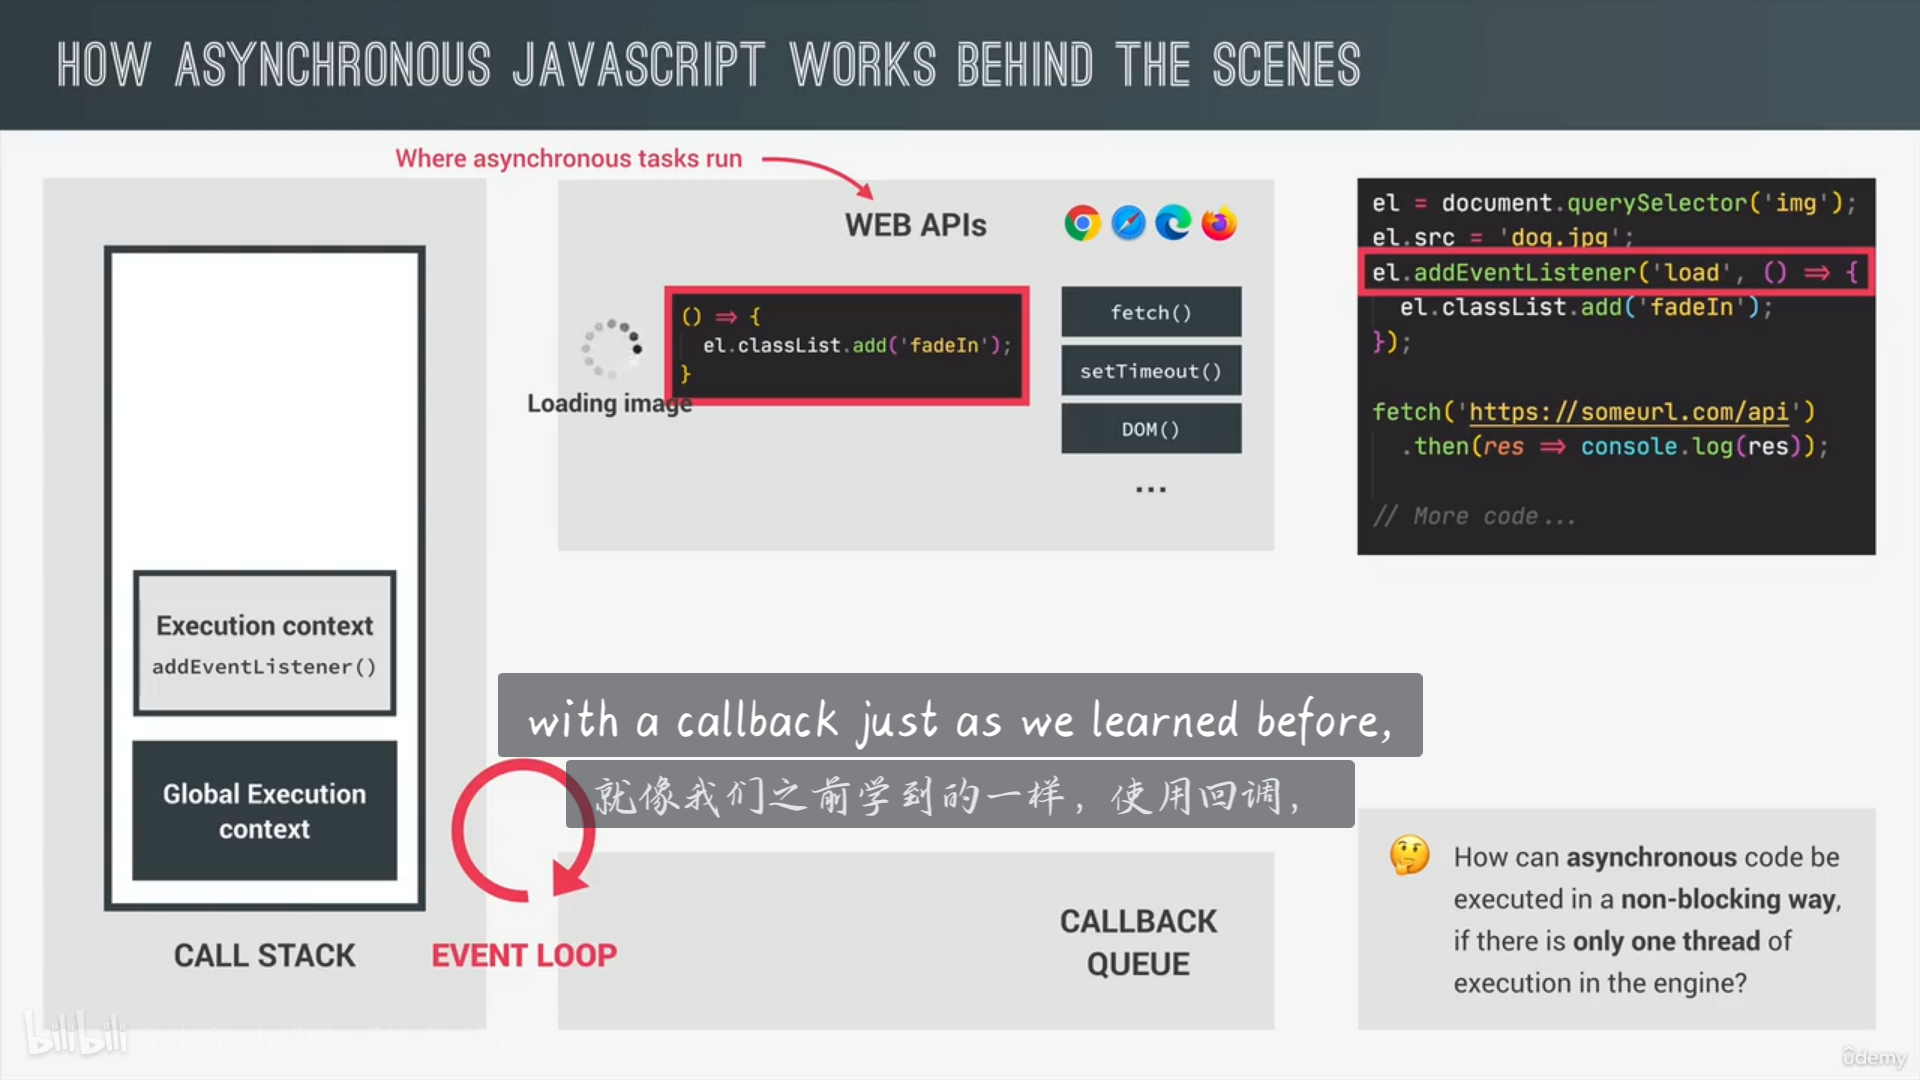 HOW ASYNCHRONOUS JAVASCRIPT WORKS BEHIND THE SCENES
Where asynchronous tasks run
WEB APIs
() => {
el.classList.add('fadeIn');
}
Loading image
fetch()
setTimeout()
DOM()
...
el = document.querySelector('img');
el.src = 'dog.jpg';
el.addEventListener('load', () => {
el.classList.add('fadeIn');
});
fetch('https://someurl.com/api')
.then(res => console.log(res));
// More code...
Execution context
addEventListener()
Global Execution
context
CALL STACK
EVENT LOOP
with a callback just as we learned before,
就像我们之前学到的一样，使用回调，
CALLBACK
QUEUE
🤔 How can asynchronous code be
executed in a non-blocking way,
if there is only one thread of
execution in the engine?
bilibili
ûdemy